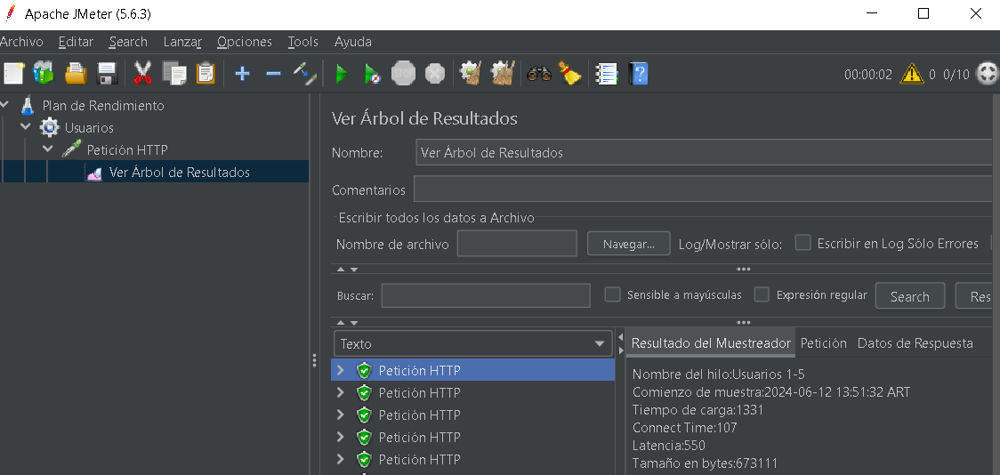 Apache JMeter (5.6.3)
Archivo Editar Search Lanzar Opciones Tools Ayuda
STOP
00:00:02 0 0/10
Plan de Rendimiento
Usuarios
Petición HTTP
Ver Árbol de Resultados
Ver Árbol de Resultados
Nombre: Ver Árbol de Resultados
Comentarios
Escribir todos los datos a Archivo
Nombre de archivo Navegar... Log/Mostrar sólo: Escribir en Log Sólo Errores
Buscar: Sensible a mayúsculas Expresión regular Search Res
Texto
Petición HTTP
Petición HTTP
Petición HTTP
Petición HTTP
Petición HTTP
Resultado del Muestreador Petición Datos de Respuesta
Nombre del hilo:Usuarios 1-5
Comienzo de muestra:2024-06-12 13:51:32 ART
Tiempo de carga:1331
Connect Time:107
Latencia:550
Tamaño en bytes:673111